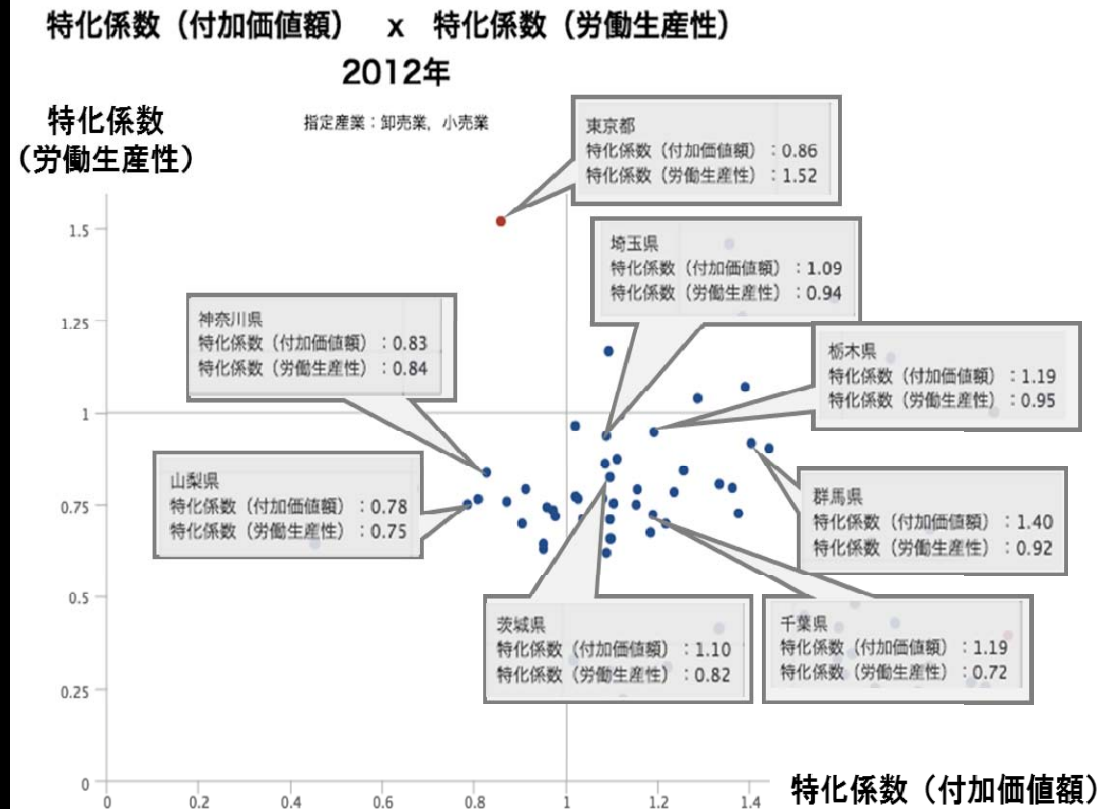 特化係数（付加価値額） x 特化係数（労働生産性）
2012年
特化係数
（労働生産性）
指定産業：卸売業，小売業
東京都
特化係数（付加価値額）：0.86
特化係数（労働生産性）：1.52
埼玉県
特化係数（付加価値額）：1.09
特化係数（労働生産性）：0.94
神奈川県
特化係数（付加価値額）：0.83
特化係数（労働生産性）：0.84
栃木県
特化係数（付加価値額）：1.19
特化係数（労働生産性）：0.95
山梨県
特化係数（付加価値額）：0.78
特化係数（労働生産性）：0.75
群馬県
特化係数（付加価値額）：1.40
特化係数（労働生産性）：0.92
茨城県
特化係数（付加価値額）：1.10
特化係数（労働生産性）：0.82
千葉県
特化係数（付加価値額）：1.19
特化係数（労働生産性）：0.72
1.5
1.25
1
0.75
0.5
0.25
0
0 0.2 0.4 0.6 0.8 1 1.2 1.4
特化係数（付加価値額）